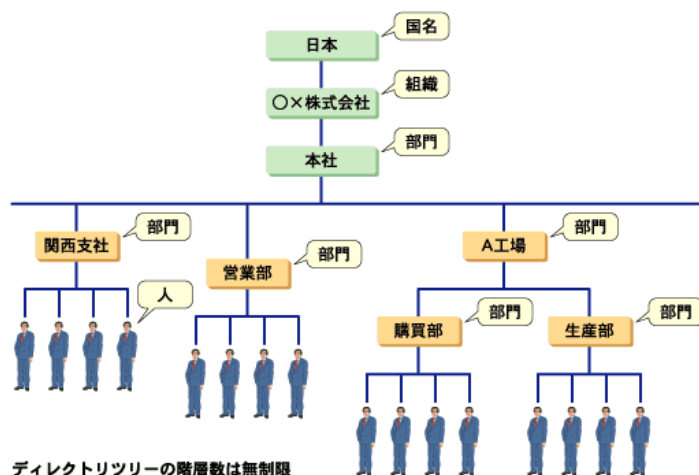 国名
日本
組織
〇×株式会社
部門
本社
部門
関西支社
部門
営業部
部門
A工場
人
部門
購買部
部門
生産部
ディレクトリツリーの階層数は無制限